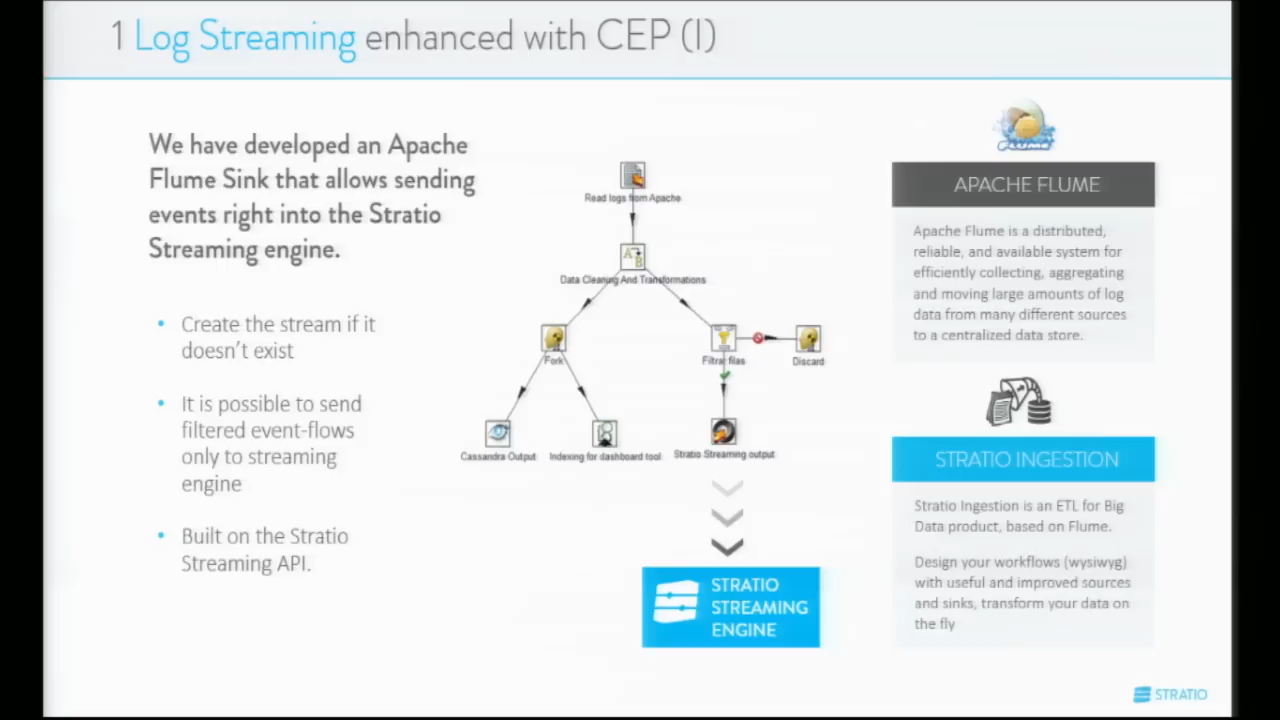 1 Log Streaming enhanced with CEP (I)
We have developed an Apache
Flume Sink that allows sending
events right into the Stratio
Streaming engine.
• Create the stream if it
doesn't exist
• It is possible to send
filtered event-flows
only to streaming
engine
• Built on the Stratio
Streaming API.
Read logs from Apache
Data Cleaning And Transformations
Fork
Filtrar filas
Discard
Cassandra Output
Indexing for dashboard tool
Stratio Streaming output
STRATIO
STREAMING
ENGINE
FLUME
APACHE FLUME
Apache Flume is a distributed,
reliable, and available system for
efficiently collecting, aggregating
and moving large amounts of log
data from many different sources
to a centralized data store.
STRATIO INGESTION
Stratio Ingestion is an ETL for Big
Data product, based on Flume.
Design your workflows (wysiwyg)
with useful and improved sources
and sinks, transform your data on
the fly
STRATIO